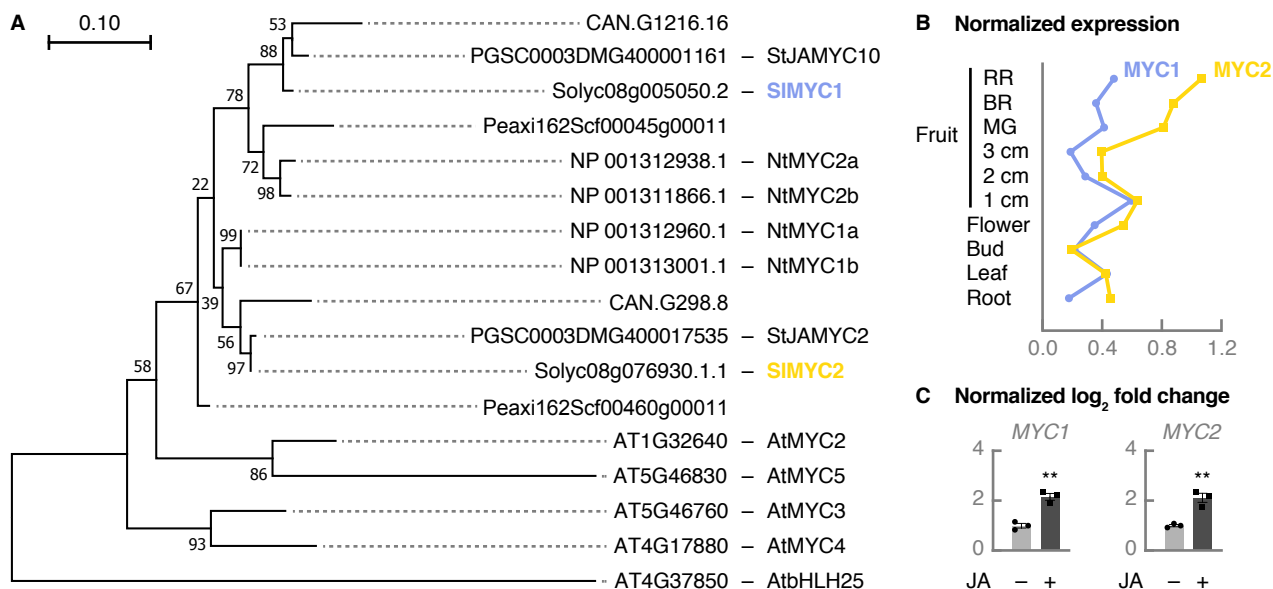 A
0.10
53
CAN.G1216.16
88
PGSC0003DMG400001161 – StJAMYC10
Solyc08g005050.2 – SlMYC1
78
Peaxi162Scf00045g00011
72
NP 001312938.1 – NtMYC2a
98
NP 001311866.1 – NtMYC2b
22
99
NP 001312960.1 – NtMYC1a
NP 001313001.1 – NtMYC1b
67
39
CAN.G298.8
56
PGSC0003DMG400017535 – StJAMYC2
97
Solyc08g076930.1.1 – SlMYC2
58
Peaxi162Scf00460g00011
AT1G32640 – AtMYC2
86
AT5G46830 – AtMYC5
AT5G46760 – AtMYC3
93
AT4G17880 – AtMYC4
AT4G37850 – AtbHLH25
B Normalized expression
MYC1 MYC2
Fruit
RR
BR
MG
3 cm
2 cm
1 cm
Flower
Bud
Leaf
Root
0.0 0.4 0.8 1.2
C Normalized log2 fold change
MYC1
4
2
0
**
JA – +
MYC2
4
2
0
**
JA – +